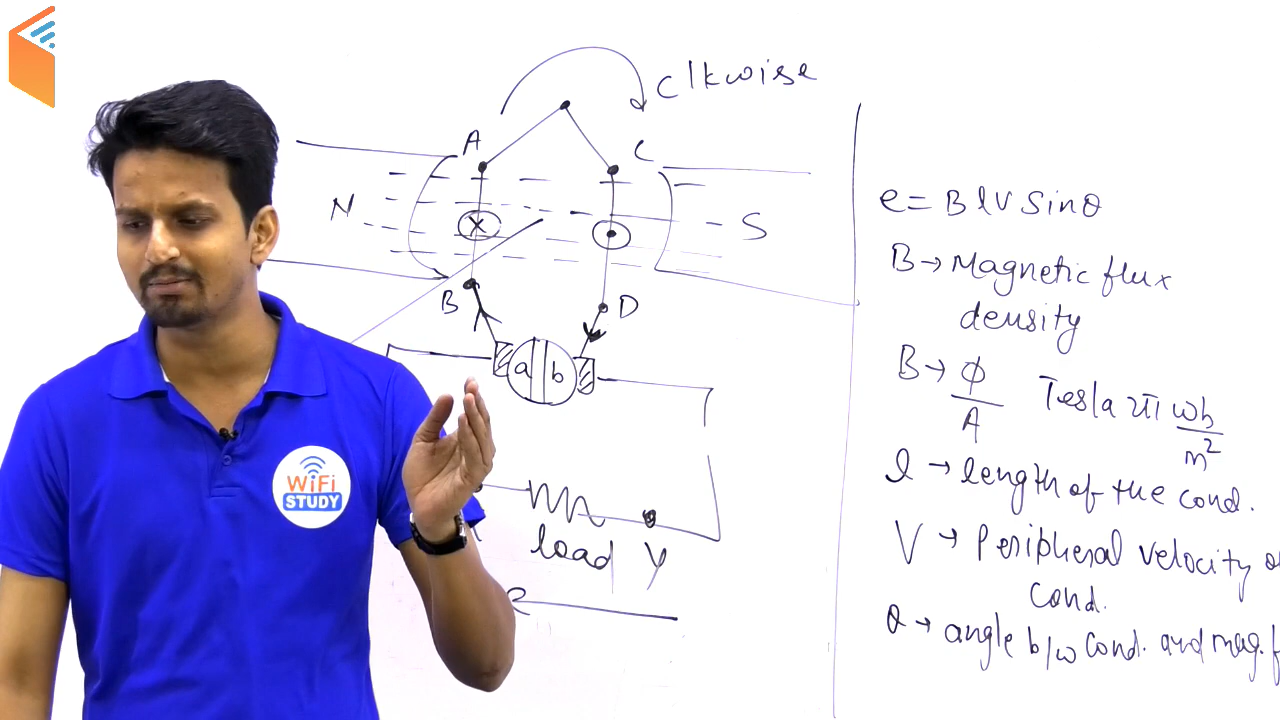 clkwise
A
C
N
X
S
B
D
a
b
load
y
e = B l v Sinθ
B → Magnetic flux
density
B → φ/A Tesla या wb/m²
l → length of the cond.
V → Peripheral velocity of
cond.
θ → angle b/w cond. and mag. f
WiFi
STUDY